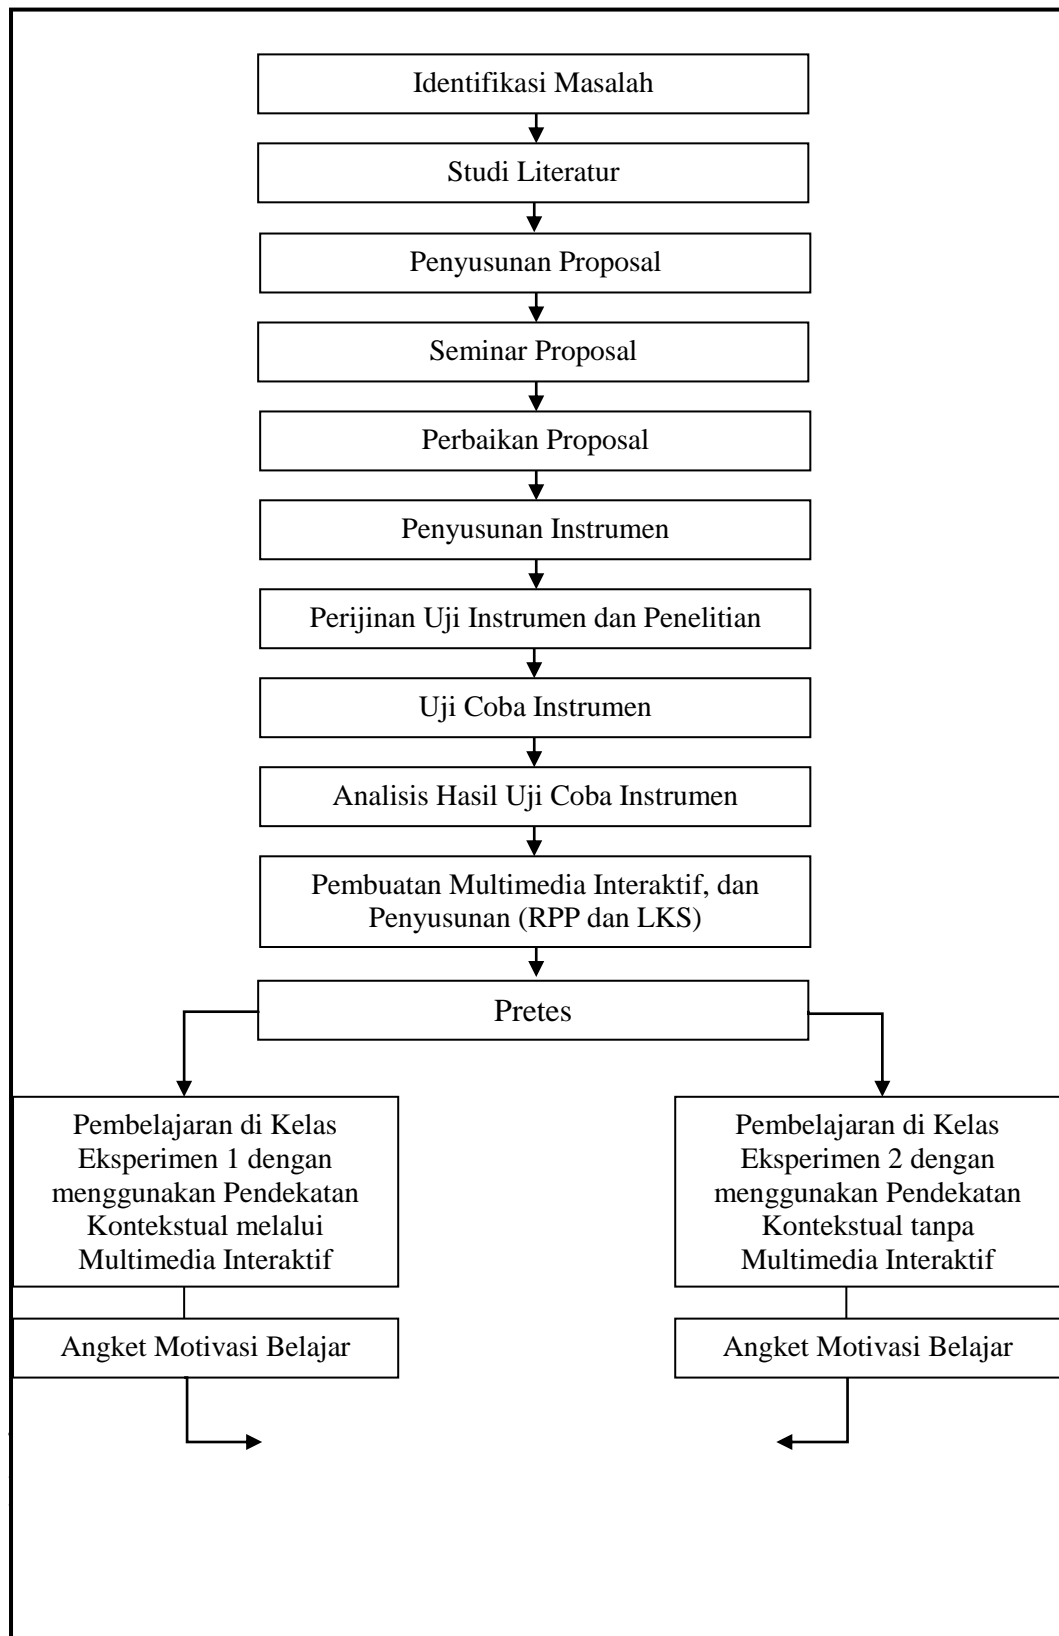 Identifikasi Masalah
Studi Literatur
Penyusunan Proposal
Seminar Proposal
Perbaikan Proposal
Penyusunan Instrumen
Perijinan Uji Instrumen dan Penelitian
Uji Coba Instrumen
Analisis Hasil Uji Coba Instrumen
Pembuatan Multimedia Interaktif, dan
Penyusunan (RPP dan LKS)
Pretes
Pembelajaran di Kelas
Eksperimen 1 dengan
menggunakan Pendekatan
Kontekstual melalui
Multimedia Interaktif
Pembelajaran di Kelas
Eksperimen 2 dengan
menggunakan Pendekatan
Kontekstual tanpa
Multimedia Interaktif
Angket Motivasi Belajar
Angket Motivasi Belajar